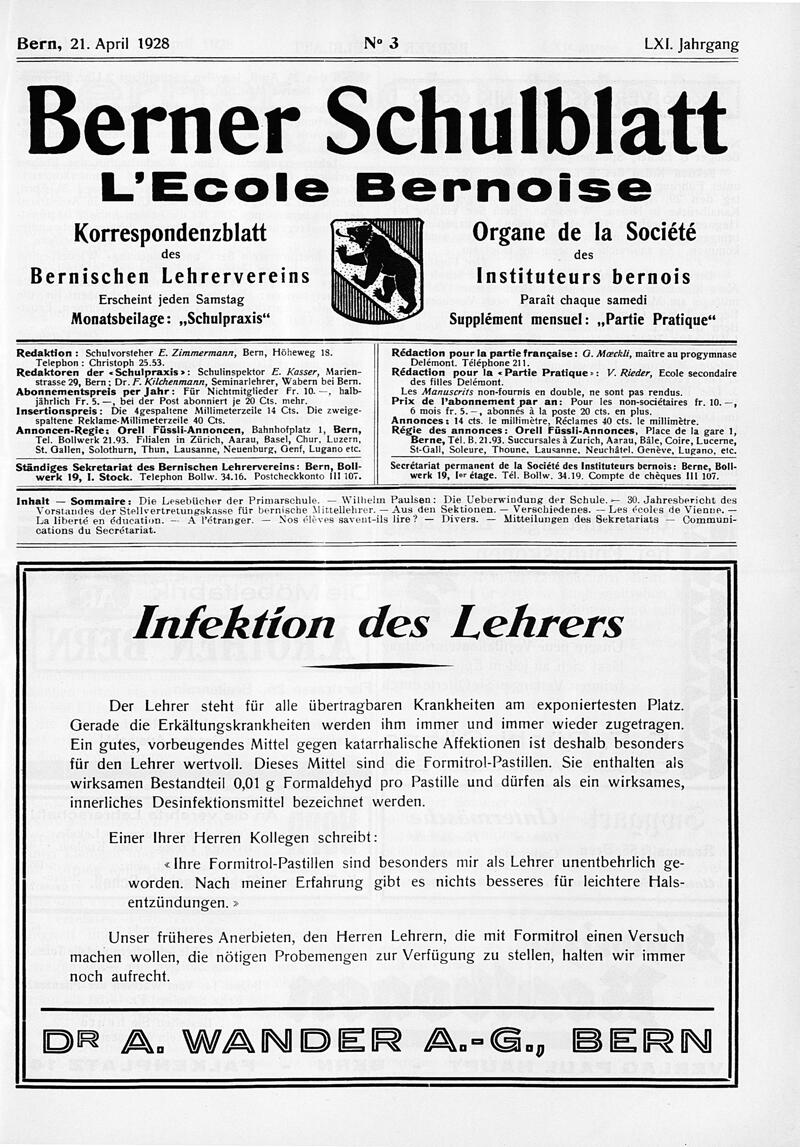 Bern, 21. April 1928
Nº 3
LXI. Jahrgang
Berner Schulblatt
L'Ecole Bernoise
Korrespondenzblatt
des
Bernischen Lehrervereins
Erscheint jeden Samstag
Monatsbeilage: „Schulpraxis“
Organe de la Société
des
Instituteurs bernois
Paraît chaque samedi
Supplément mensuel: „Partie Pratique“
Redaktion: Schulvorsteher E. Zimmermann, Bern, Höheweg 18.
Telephon: Christoph 25.53.
Redaktoren der «Schulpraxis»: Schulinspektor E. Kasser, Marien-
strasse 29, Bern; Dr. F. Kilchenmann, Seminarlehrer, Wabern bei Bern.
Abonnementspreis per Jahr: Für Nichtmitglieder Fr. 10.—, halb-
jährlich Fr. 5.—, bei der Post abonniert je 20 Cts. mehr.
Insertionspreis: Die 4gespaltene Millimeterzeile 14 Cts. Die zweige-
spaltene Reklame-Millimeterzeile 40 Cts.
Annoncen-Regie: Orell Füssli-Annoncen, Bahnhofplatz 1, Bern,
Tel. Bollwerk 21.93. Filialen in Zürich, Aarau, Basel, Chur, Luzern,
St. Gallen, Solothurn, Thun, Lausanne, Neuenburg, Genf, Lugano etc.
Ständiges Sekretariat des Bernischen Lehrervereins: Bern, Boll-
werk 19, I. Stock. Telephon Bollw. 34.16. Postcheckkonto III 107.
Rédaction pour la partie française: G. Mœckli, maître au progymnase
Delémont. Téléphone 211.
Rédaction pour la «Partie Pratique»: V. Rieder, Ecole secondaire
des filles Delémont.
Les Manuscrits non-fournis en double, ne sont pas rendus.
Prix de l'abonnement par an: Pour les non-sociétaires fr. 10.—,
6 mois fr. 5.—, abonnés à la poste 20 cts. en plus.
Annonces: 14 cts. le millimètre, Réclames 40 cts. le millimètre.
Régie des annonces: Orell Füssli-Annonces, Place de la gare 1,
Berne, Tél. B. 21.93. Succursales à Zurich, Aarau, Bâle, Coire, Lucerne,
St-Gall, Soleure, Thoune, Lausanne, Neuchâtel, Genève, Lugano, etc.
Secrétariat permanent de la Société des Instituteurs bernois: Berne, Boll-
werk 19, Ier étage. Tél. Bollw. 34.19. Compte de chèques III 107.
Inhalt — Sommaire: Die Lesebücher der Primarschule. — Wilhelm Paulsen: Die Ueberwindung der Schule. — 30. Jahresbericht des
Vorstandes der Stellvertretungskasse für bernische Mittellehrer. — Aus den Sektionen. — Verschiedenes. — Les écoles de Vienne. —
La liberté en éducation. — A l'étranger. — Nos élèves savent-ils lire? — Divers. — Mitteilungen des Sekretariats — Communi-
cations du Secrétariat.
Infektion des Lehrers
Der Lehrer steht für alle übertragbaren Krankheiten am exponiertesten Platz.
Gerade die Erkältungskrankheiten werden ihm immer und immer wieder zugetragen.
Ein gutes, vorbeugendes Mittel gegen katarrhalische Affektionen ist deshalb besonders
für den Lehrer wertvoll. Dieses Mittel sind die Formitrol-Pastillen. Sie enthalten als
wirksamen Bestandteil 0,01 g Formaldehyd pro Pastille und dürfen als ein wirksames,
innerliches Desinfektionsmittel bezeichnet werden.
Einer Ihrer Herren Kollegen schreibt:
«Ihre Formitrol-Pastillen sind besonders mir als Lehrer unentbehrlich ge-
worden. Nach meiner Erfahrung gibt es nichts besseres für leichtere Hals-
entzündungen.»
Unser früheres Anerbieten, den Herren Lehrern, die mit Formitrol einen Versuch
machen wollen, die nötigen Probemengen zur Verfügung zu stellen, halten wir immer
noch aufrecht.
DR A. WANDER A.-G., BERN